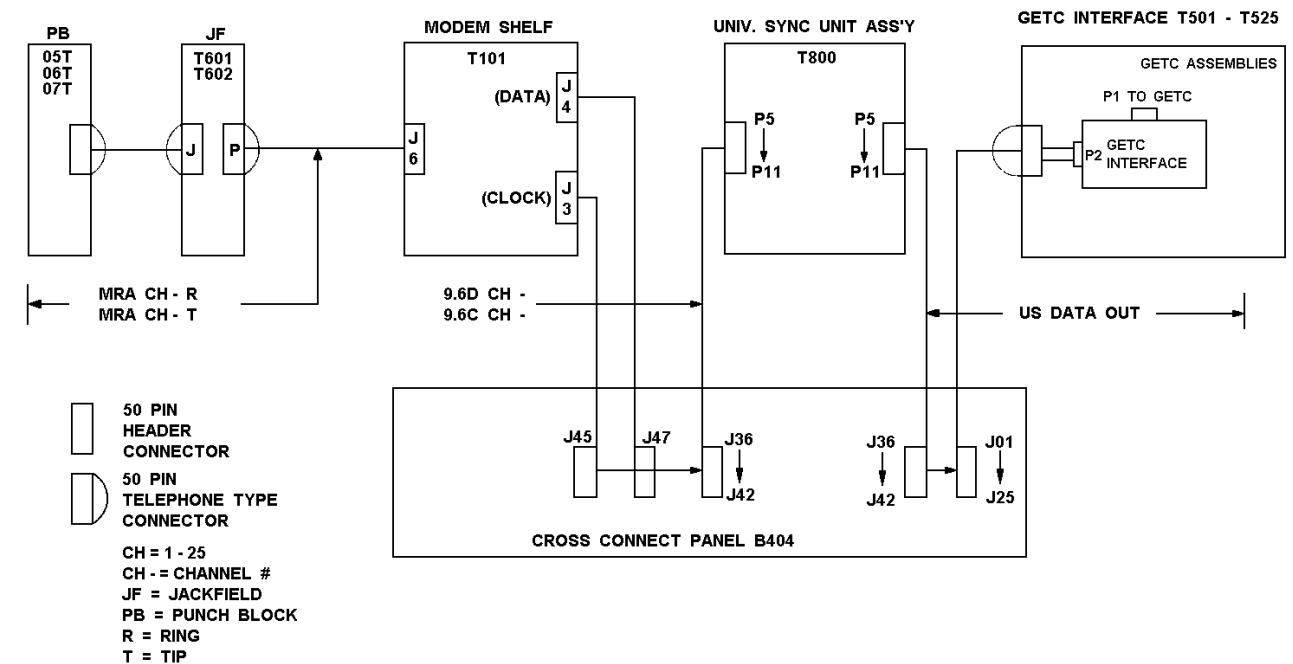 PB
05T
06T
07T
JF
T601
T602
J
P
MODEM SHELF
T101
(DATA)
J
4
J
6
(CLOCK)
J
3
UNIV. SYNC UNIT ASS'Y
T800
P5
P11
P5
P11
GETC INTERFACE T501 - T525
GETC ASSEMBLIES
P1 TO GETC
P2
GETC
INTERFACE
MRA CH - R
MRA CH - T
9.6D CH -
9.6C CH -
US DATA OUT
J45
J47
J36
J42
J36
J42
J01
J25
CROSS CONNECT PANEL B404
50 PIN
HEADER
CONNECTOR
50 PIN
TELEPHONE TYPE
CONNECTOR
CH = 1 - 25
CH - = CHANNEL #
JF = JACKFIELD
PB = PUNCH BLOCK
R = RING
T = TIP